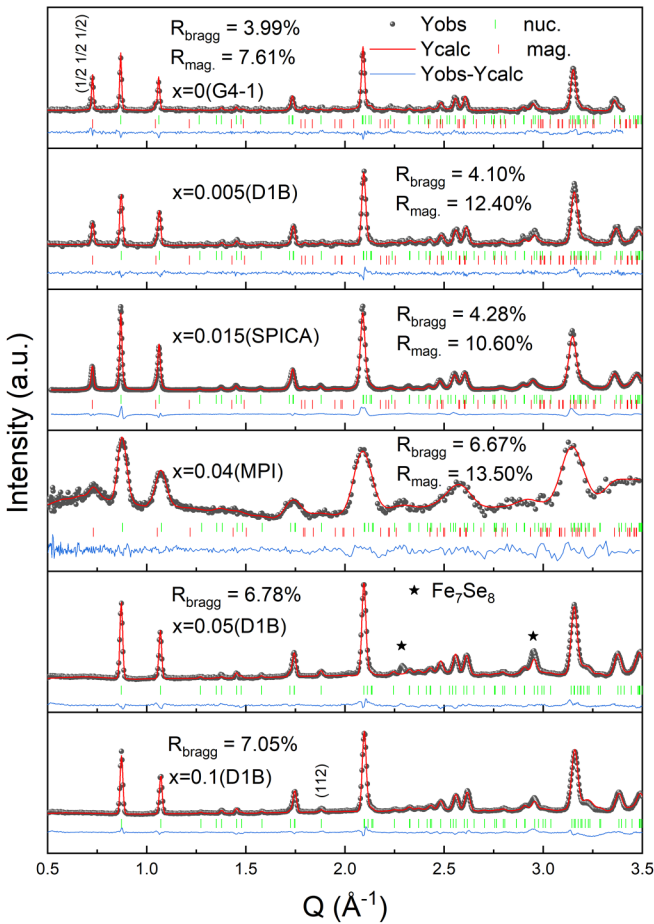 (1/2 1/2 1/2)
R_bragg = 3.99%
R_mag. = 7.61%
x=0(G4-1)
Yobs
nuc.
Ycalc
mag.
Yobs-Ycalc
x=0.005(D1B)
R_bragg = 4.10%
R_mag. = 12.40%
x=0.015(SPICA)
R_bragg = 4.28%
R_mag. = 10.60%
x=0.04(MPI)
R_bragg = 6.67%
R_mag. = 13.50%
R_bragg = 6.78%
x=0.05(D1B)
★ Fe₇Se₈
R_bragg = 7.05%
x=0.1(D1B)
(112)
Intensity (a.u.)
0.5 1.0 1.5 2.0 2.5 3.0 3.5
Q (Å⁻¹)